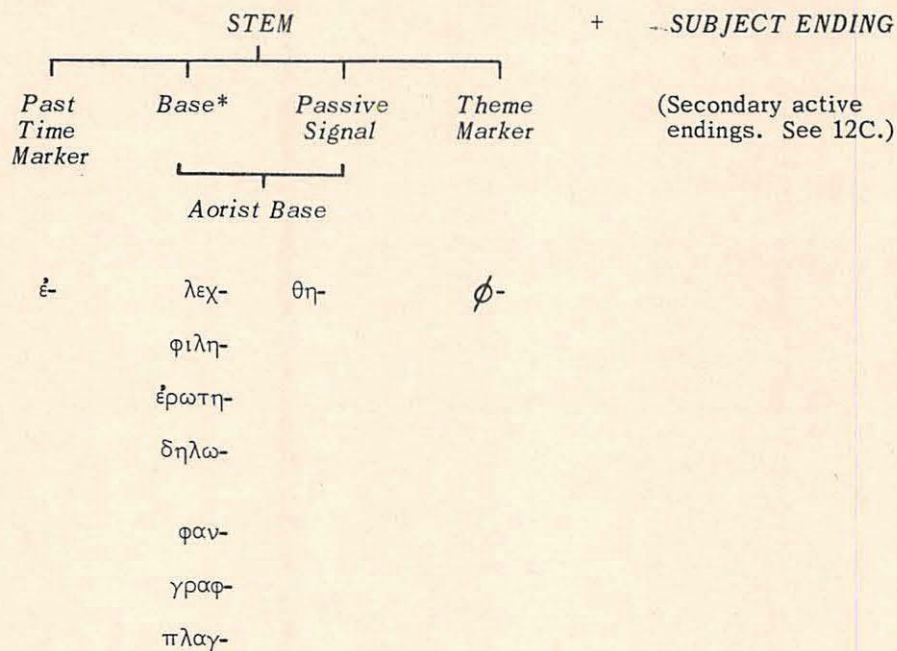 STEM + SUBJECT ENDING
Past Base* Passive Theme (Secondary active
Time Signal Marker endings. See 12C.)
Marker
Aorist Base
ἐ- λεχ- θη- ϕ-
φιλη-
ἐρωτη-
δηλω-
φαν-
γραφ-
πλαγ-